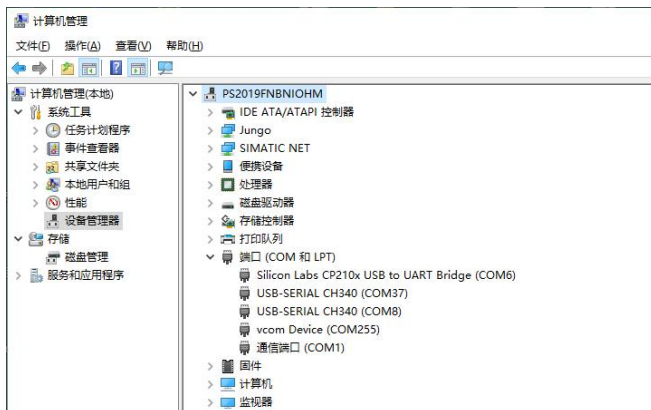 计算机管理
文件(F) 操作(A) 查看(V) 帮助(H)
计算机管理(本地)
系统工具
任务计划程序
事件查看器
共享文件夹
本地用户和组
性能
设备管理器
存储
磁盘管理
服务和应用程序
PS2019FNBNIOHM
IDE ATA/ATAPI 控制器
Jungo
SIMATIC NET
便携设备
处理器
磁盘驱动器
存储控制器
打印队列
端口 (COM 和 LPT)
Silicon Labs CP210x USB to UART Bridge (COM6)
USB-SERIAL CH340 (COM37)
USB-SERIAL CH340 (COM8)
vcom Device (COM255)
通信端口 (COM1)
固件
计算机
监视器